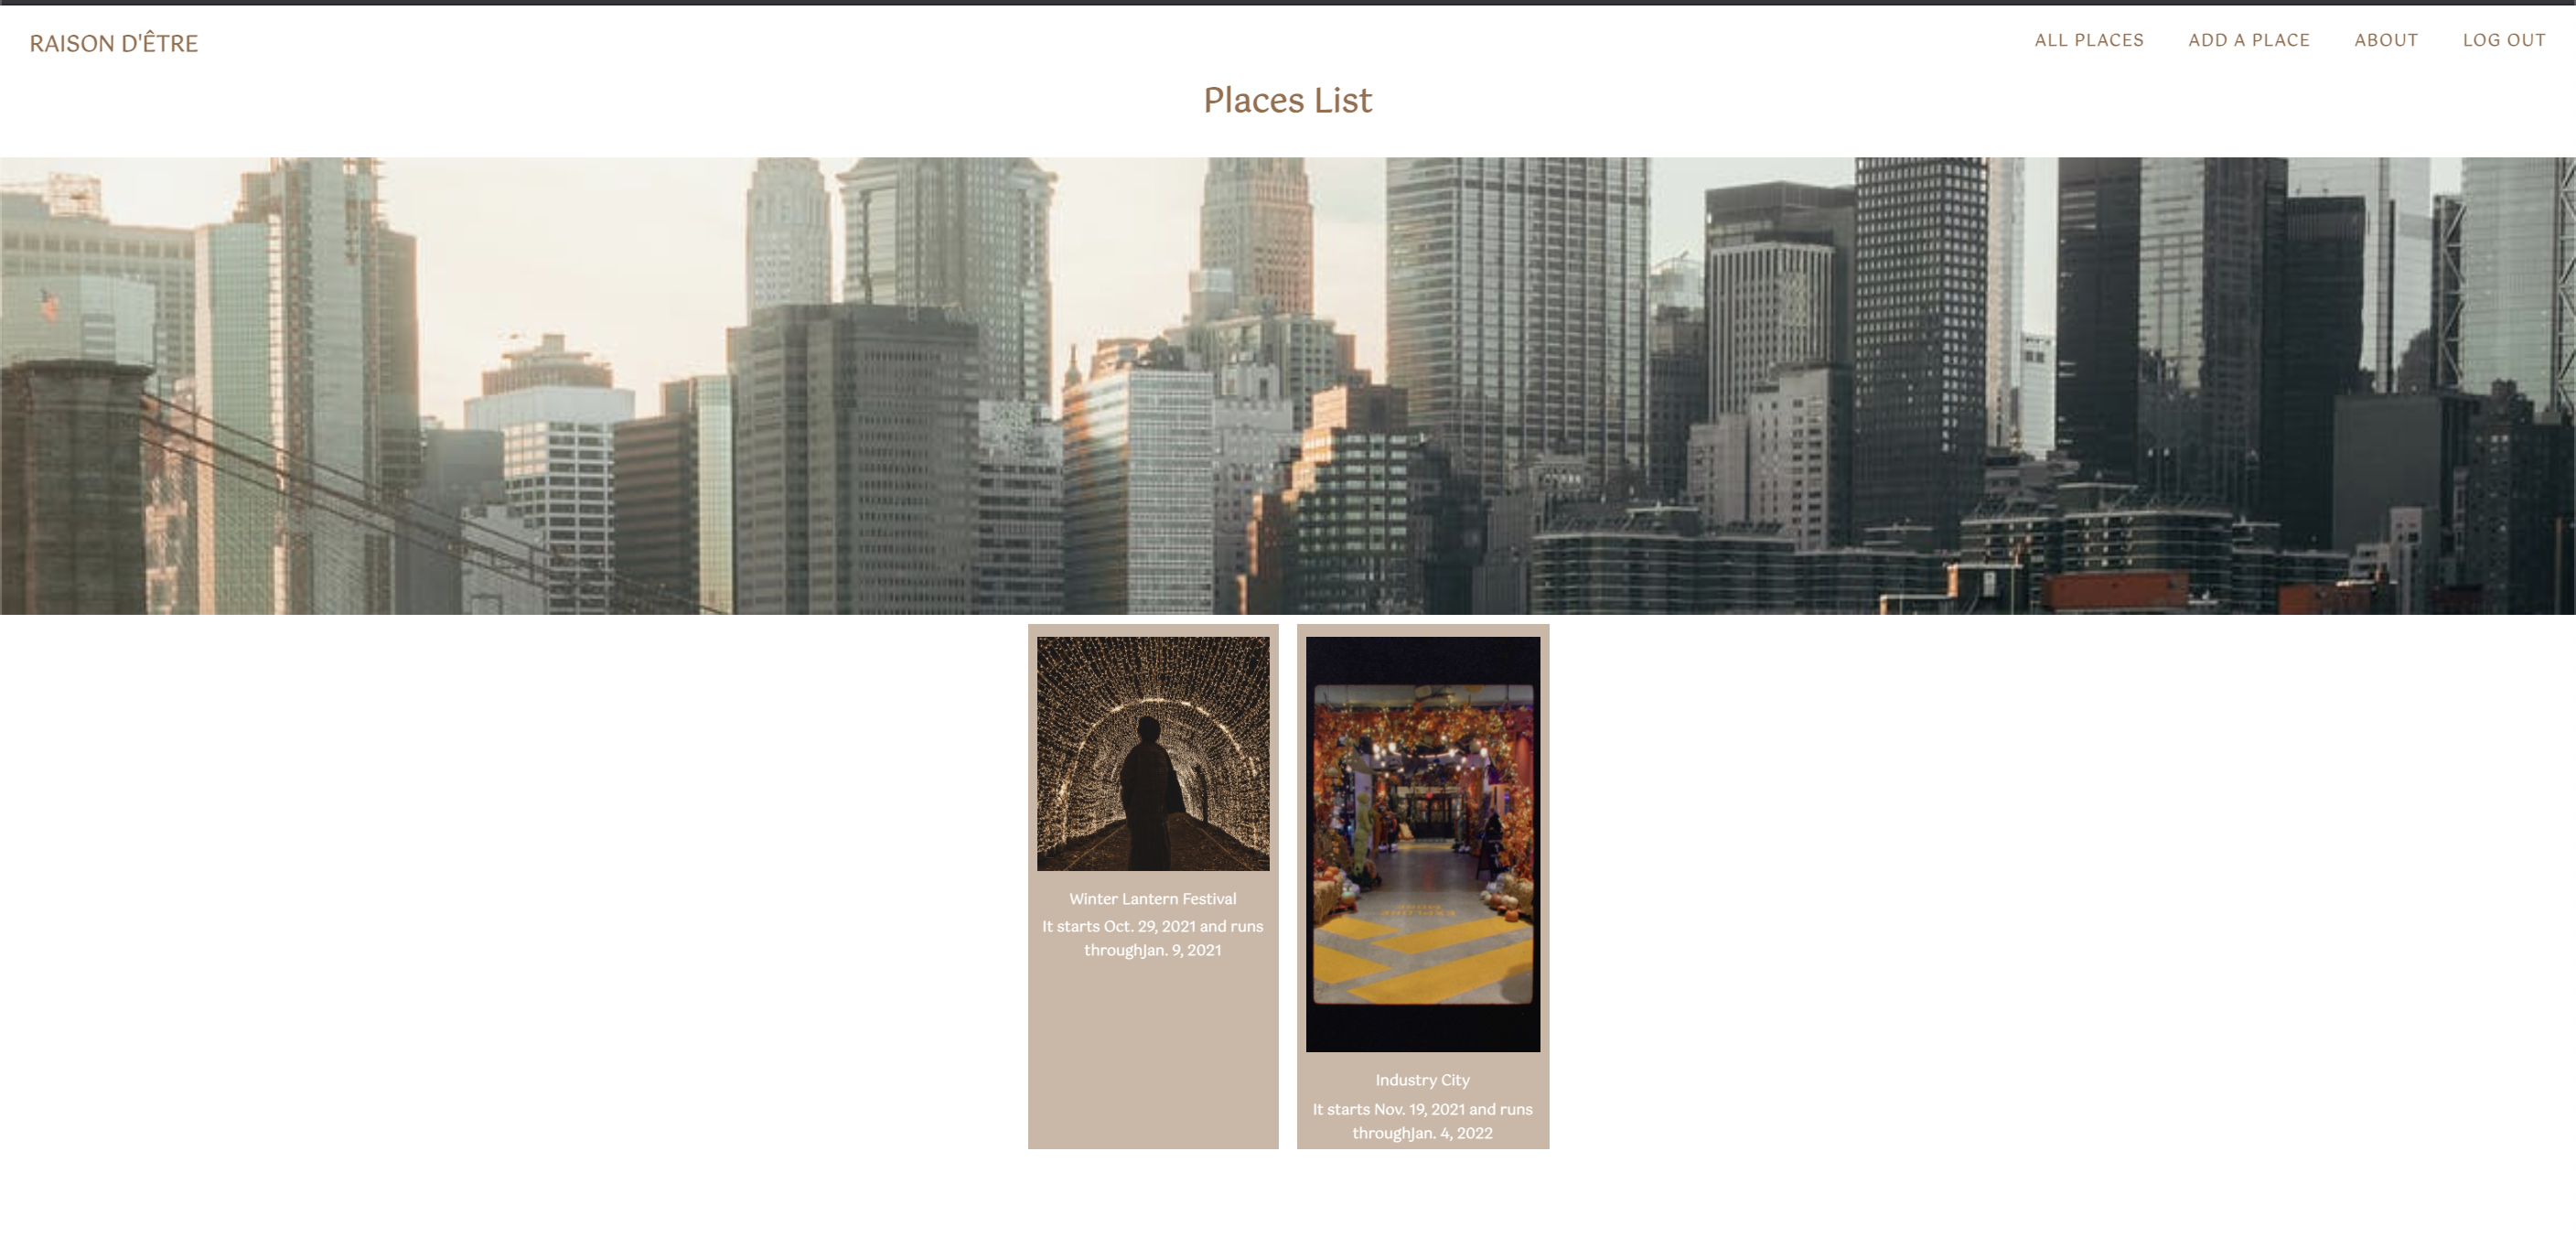 RAISON D'ÊTRE
ALL PLACES ADD A PLACE ABOUT LOG OUT
Places List
Winter Lantern Festival
It starts Oct. 29, 2021 and runs
throughJan. 9, 2021
Industry City
It starts Nov. 19, 2021 and runs
throughJan. 4, 2022